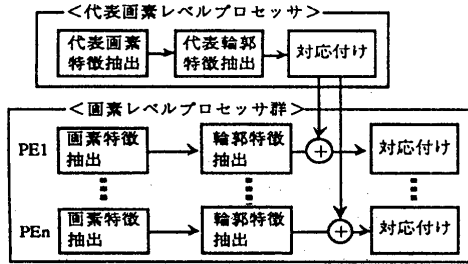 ＜代表画素レベルプロセッサ＞
代表画素
特徴抽出
代表輪郭
特徴抽出
対応付け
＜画素レベルプロセッサ群＞
PE1
画素特徴
抽出
輪郭特徴
抽出
対応付け
PEn
画素特徴
抽出
輪郭特徴
抽出
対応付け